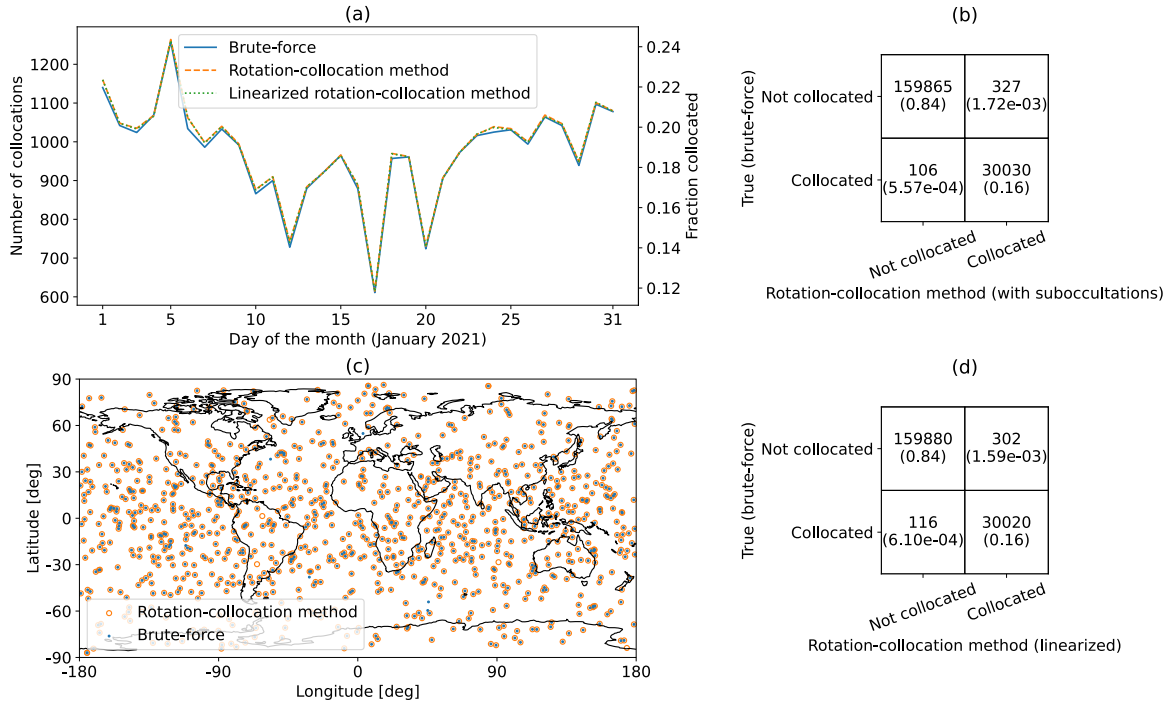 (a)
Brute-force
Rotation-collocation method
Linearized rotation-collocation method
Number of collocations
1200
1100
1000
900
800
700
600
Fraction collocated
0.24
0.22
0.20
0.18
0.16
0.14
0.12
1 5 10 15 20 25 31
Day of the month (January 2021)
(b)
True (brute-force)
Not collocated
159865
(0.84)
327
(1.72e-03)
Collocated
106
(5.57e-04)
30030
(0.16)
Not collocated
Collocated
Rotation-collocation method (with suboccultations)
(c)
Latitude [deg]
90
60
30
0
-30
-60
-90
Rotation-collocation method
Brute-force
-180 -90 0 90 180
Longitude [deg]
(d)
True (brute-force)
Not collocated
159880
(0.84)
302
(1.59e-03)
Collocated
116
(6.10e-04)
30020
(0.16)
Not collocated
Collocated
Rotation-collocation method (linearized)